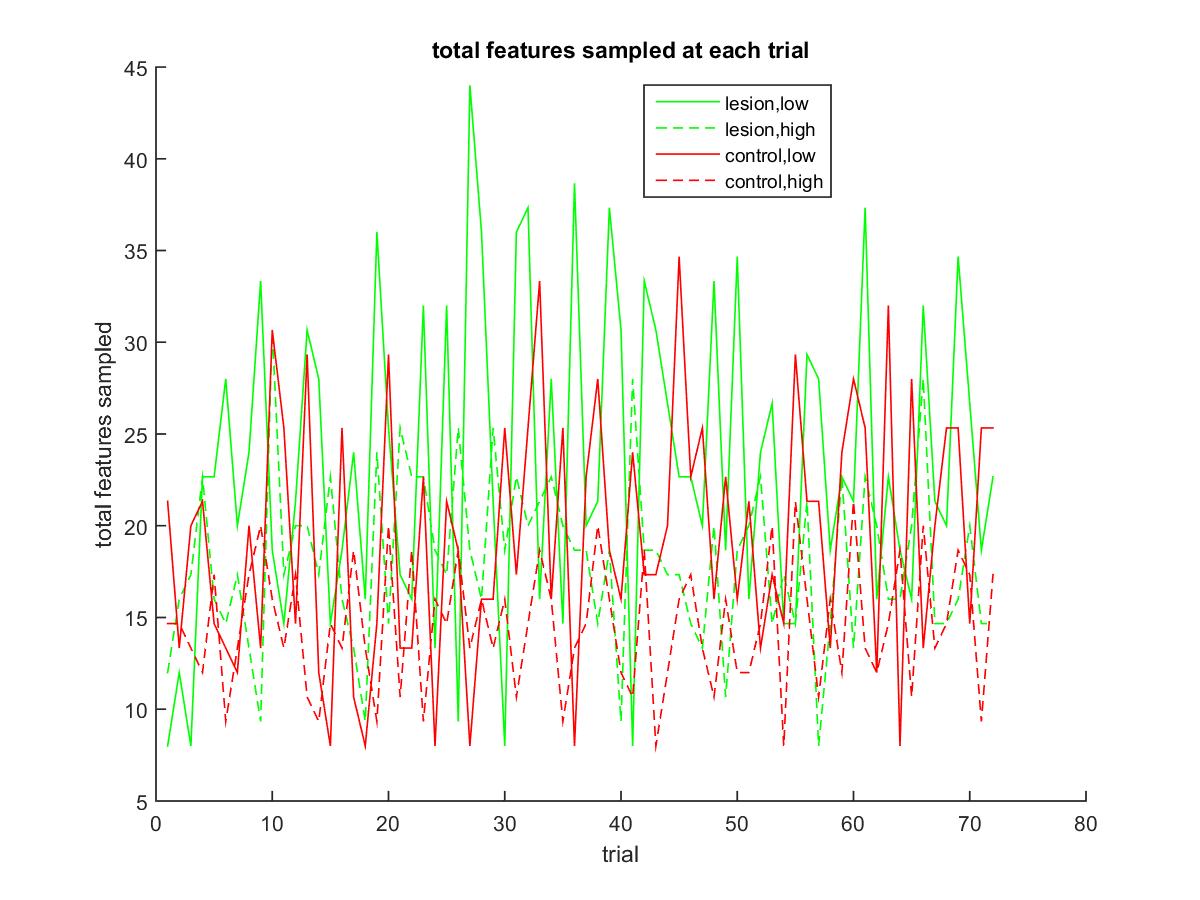 total features sampled at each trial
45
40
35
30
25
20
15
10
5
total features sampled
lesion,low
lesion,high
control,low
control,high
0 10 20 30 40 50 60 70 80
trial